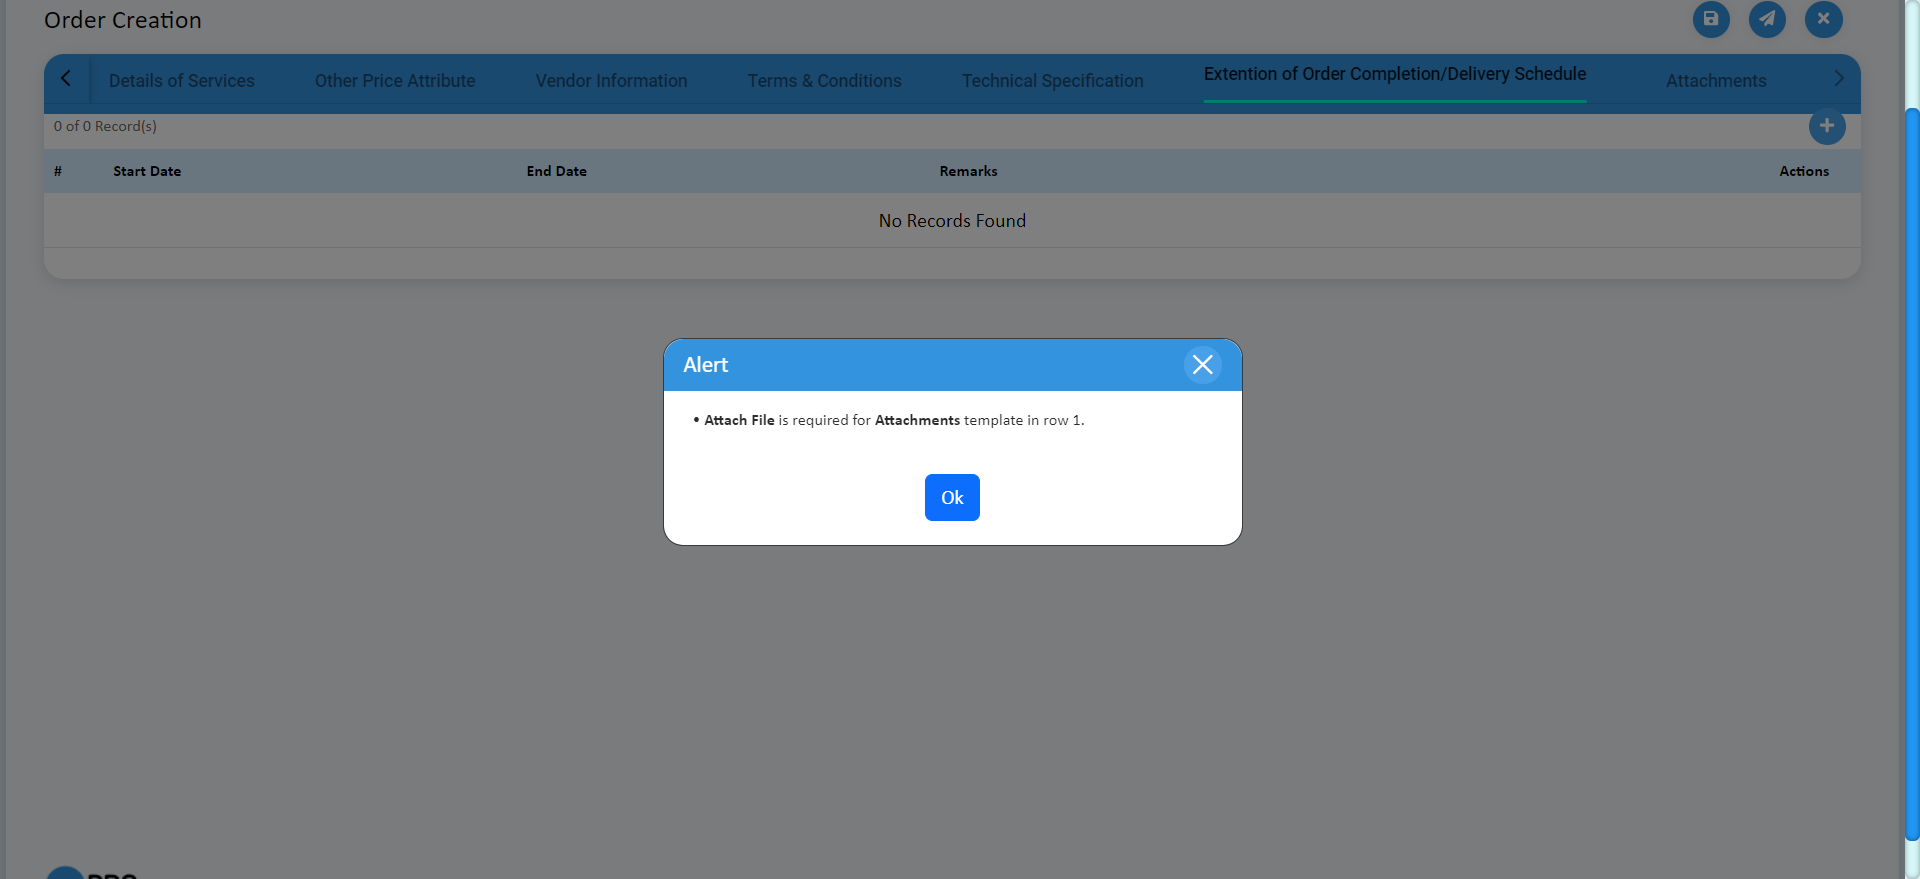 Order Creation
Details of Services Other Price Attribute Vendor Information Terms & Conditions Technical Specification Extention of Order Completion/Delivery Schedule Attachments
0 of 0 Record(s)
# Start Date End Date Remarks Actions
No Records Found
Alert
• Attach File is required for Attachments template in row 1.
Ok